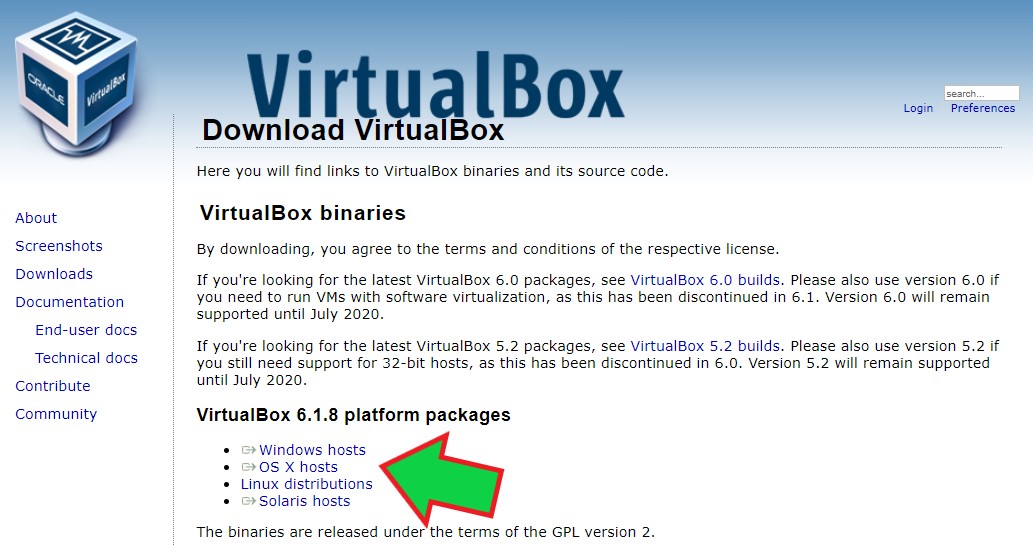 VM
ORACLE
VirtualBox
VirtualBox
search...
Login Preferences
Download VirtualBox
Here you will find links to VirtualBox binaries and its source code.
About
Screenshots
Downloads
Documentation
End-user docs
Technical docs
Contribute
Community
VirtualBox binaries
By downloading, you agree to the terms and conditions of the respective license.
If you're looking for the latest VirtualBox 6.0 packages, see VirtualBox 6.0 builds. Please also use version 6.0 if
you need to run VMs with software virtualization, as this has been discontinued in 6.1. Version 6.0 will remain
supported until July 2020.
If you're looking for the latest VirtualBox 5.2 packages, see VirtualBox 5.2 builds. Please also use version 5.2 if
you still need support for 32-bit hosts, as this has been discontinued in 6.0. Version 5.2 will remain supported
until July 2020.
VirtualBox 6.1.8 platform packages
Windows hosts
OS X hosts
Linux distributions
Solaris hosts
The binaries are released under the terms of the GPL version 2.